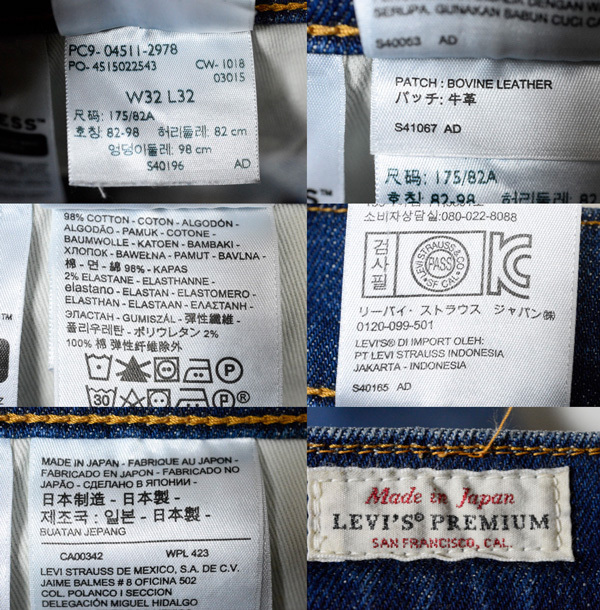 PC9- 04511-2978
PO- 4515022543 CW- 1018
03015
W32 L32
尺码: 175/82A
호칭: 82-98 허리둘레: 82 cm
엉덩이둘레: 98 cm
S40196 AD
ESS™
SERUPA, GUNAKAN SABUN CUCI
S40053 AD
PATCH : BOVINE LEATHER
パッチ: 牛革
S41067 AD
尺码: 175/82A
호칭: 82-98 허리둘레: 82
98% COTTON - COTON - ALGODÓN -
ALGODÃO - PAMUK - COTONE -
BAUMWOLLE - KATOEN - BAMBAKI -
ХЛОПОК - BAWEŁNA - PAMUT - BAVLNA -
棉 - 면 - 綿 98% - KAPAS
2% ELASTANE - ELASTHANNE -
elastano - ELASTAN - ELASTOMERO -
ELASTHAN - ELASTAAN - ΕΛΑΣΤΑΝΗ -
ЭЛАСТАН - GUMISZÁL - 彈性纖維 -
폴리우레탄 - ポリウレタン 2%
100% 棉 弹性纤维除外
P
30
소비자상담실:080-022-8088
검사필
LEVI STRAUSS & CO
PASS
SF CAL
KC
リーバイ・ストラウス ジャパン㈱
0120-099-501
LEVI'S® DI IMPORT OLEH:
PT LEVI STRAUSS INDONESIA
JAKARTA - INDONESIA
S40165 AD
MADE IN JAPAN - FABRIQUE AU JAPON -
FABRICADO EN JAPON - FABRICADO NO
JAPÃO - СДЕЛАНО В ЯПОНИИ -
日本制造 - 日本製 -
제조국 : 일본 - 日本製 -
BUATAN JEPANG
CA00342 WPL 423
LEVI STRAUSS DE MEXICO, S.A. DE C.V.
JAIME BALMES # 8 OFICINA 502
COL. POLANCO I SECCION
DELEGACIÓN MIGUEL HIDALGO
Made in Japan
LEVI'S® PREMIUM
SAN FRANCISCO, CAL.